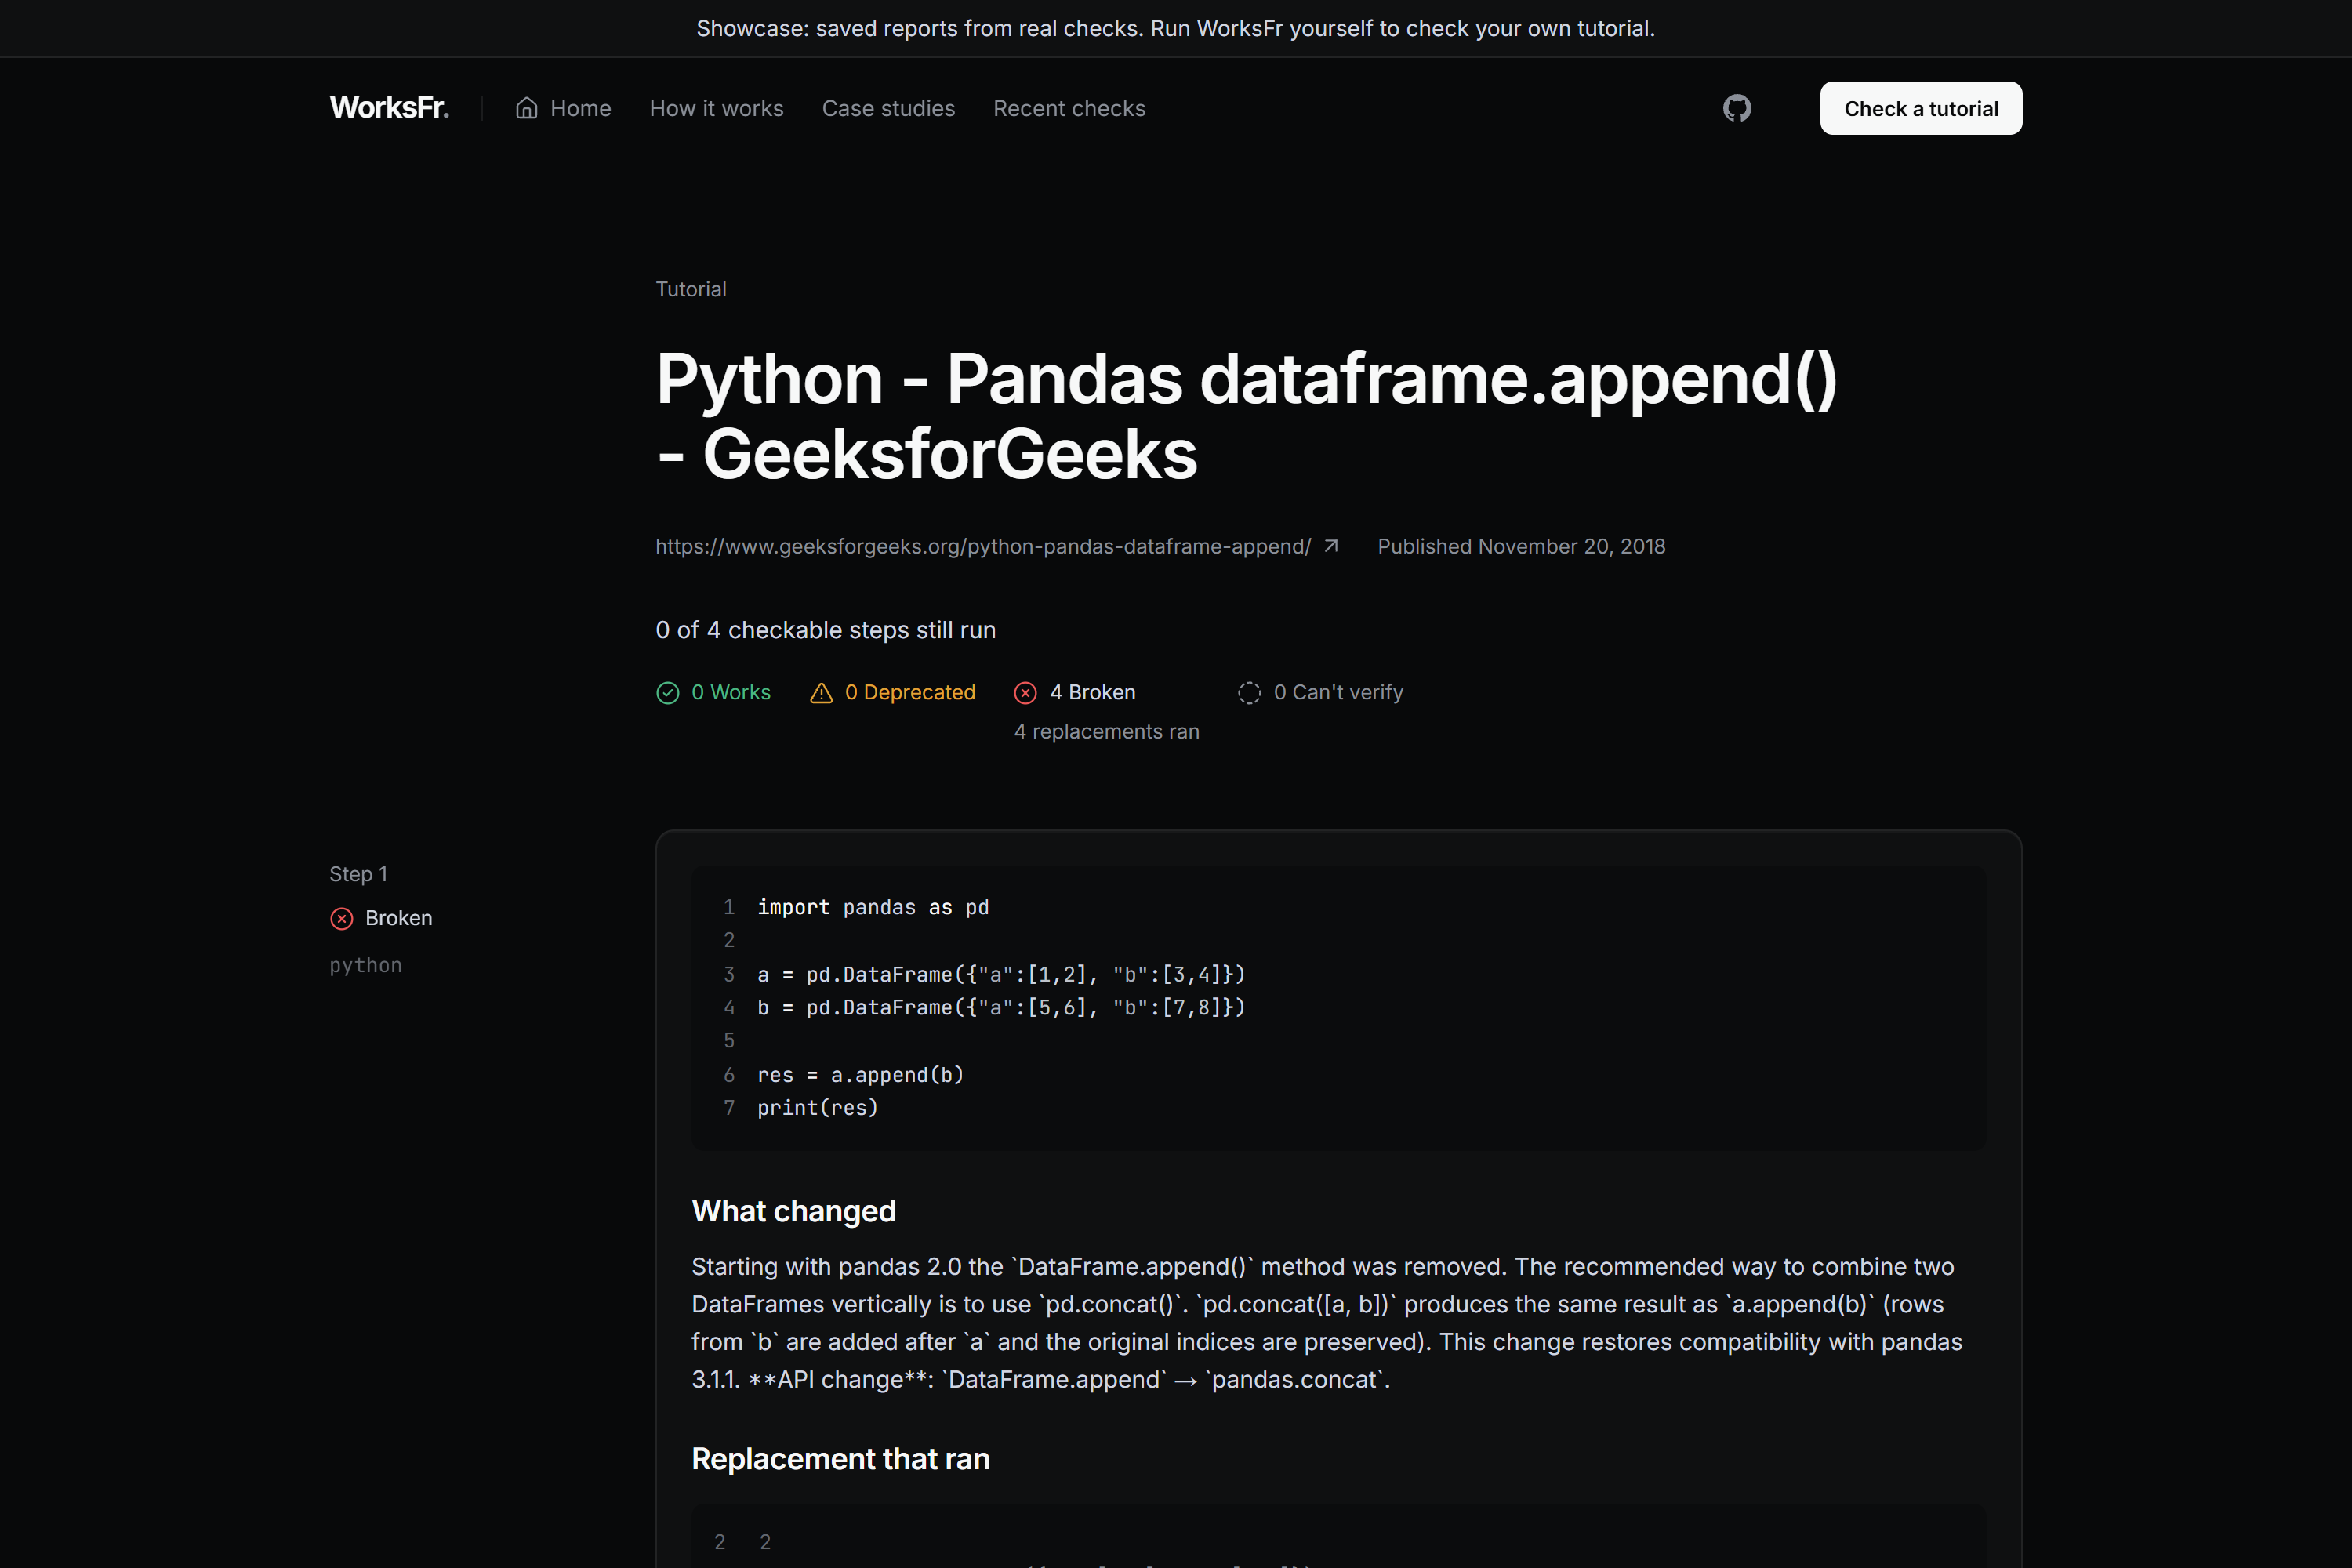 Showcase: saved reports from real checks. Run WorksFr yourself to check your own tutorial.
WorksFr.
Home
How it works
Case studies
Recent checks
Check a tutorial
Tutorial
Python - Pandas dataframe.append()
- GeeksforGeeks
https://www.geeksforgeeks.org/python-pandas-dataframe-append/ ↗ Published November 20, 2018
0 of 4 checkable steps still run
0 Works
0 Deprecated
4 Broken
4 replacements ran
0 Can't verify
Step 1
Broken
python
1 import pandas as pd
2
3 a = pd.DataFrame({"a":[1,2], "b":[3,4]})
4 b = pd.DataFrame({"a":[5,6], "b":[7,8]})
5
6 res = a.append(b)
7 print(res)
What changed
Starting with pandas 2.0 the `DataFrame.append()` method was removed. The recommended way to combine two
DataFrames vertically is to use `pd.concat()`. `pd.concat([a, b])` produces the same result as `a.append(b)` (rows
from `b` are added after `a` and the original indices are preserved). This change restores compatibility with pandas
3.1.1. **API change**: `DataFrame.append` → `pandas.concat`.
Replacement that ran
2 2